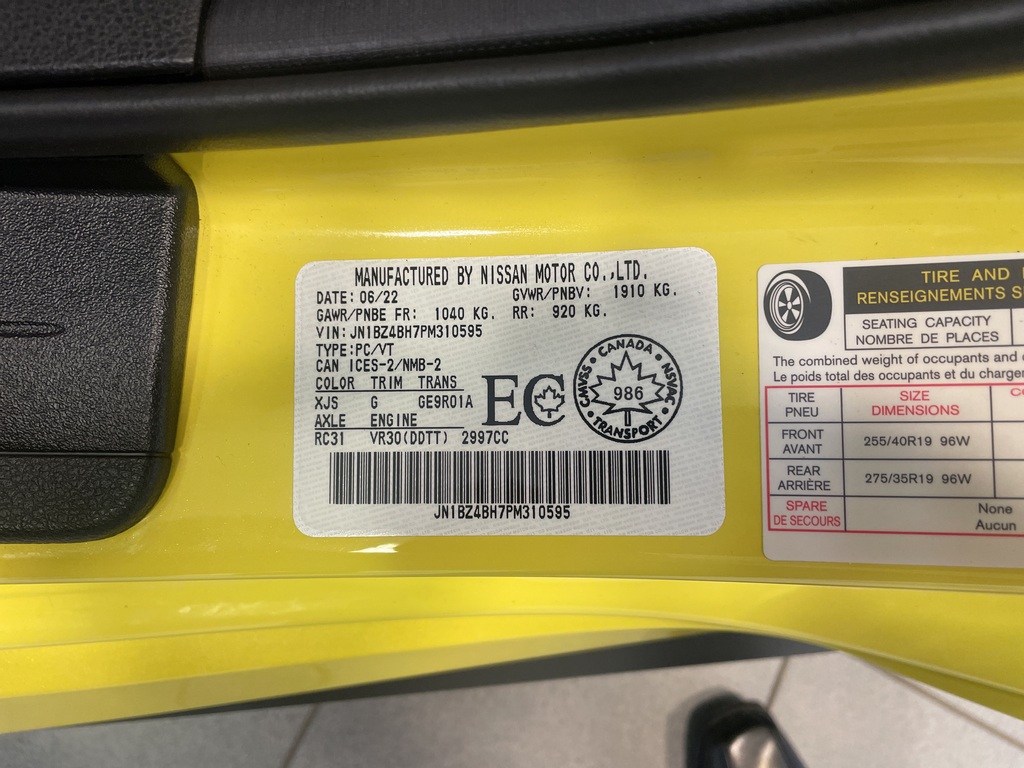 MANUFACTURED BY NISSAN MOTOR CO.,LTD.
DATE: 06/22 GVWR/PNBV: 1910 KG.
GAWR/PNBE FR: 1040 KG. RR: 920 KG.
VIN: JN1BZ4BH7PM310595
TYPE:PC/VT
CAN ICES-2/NMB-2
COLOR TRIM TRANS
XJS G GE9R01A
AXLE ENGINE
RC31 VR30(DDTT) 2997CC
EC
CANADA
CMVSS 986 NSVAC
TRANSPORT
JN1BZ4BH7PM310595
TIRE AND
RENSEIGNEMENTS S
SEATING CAPACITY
NOMBRE DE PLACES
The combined weight of occupants and
Le poids total des occupants et du charge
TIRE
PNEU
SIZE
DIMENSIONS
FRONT
AVANT
255/40R19 96W
REAR
ARRIÈRE
275/35R19 96W
SPARE
DE SECOURS
None
Aucun